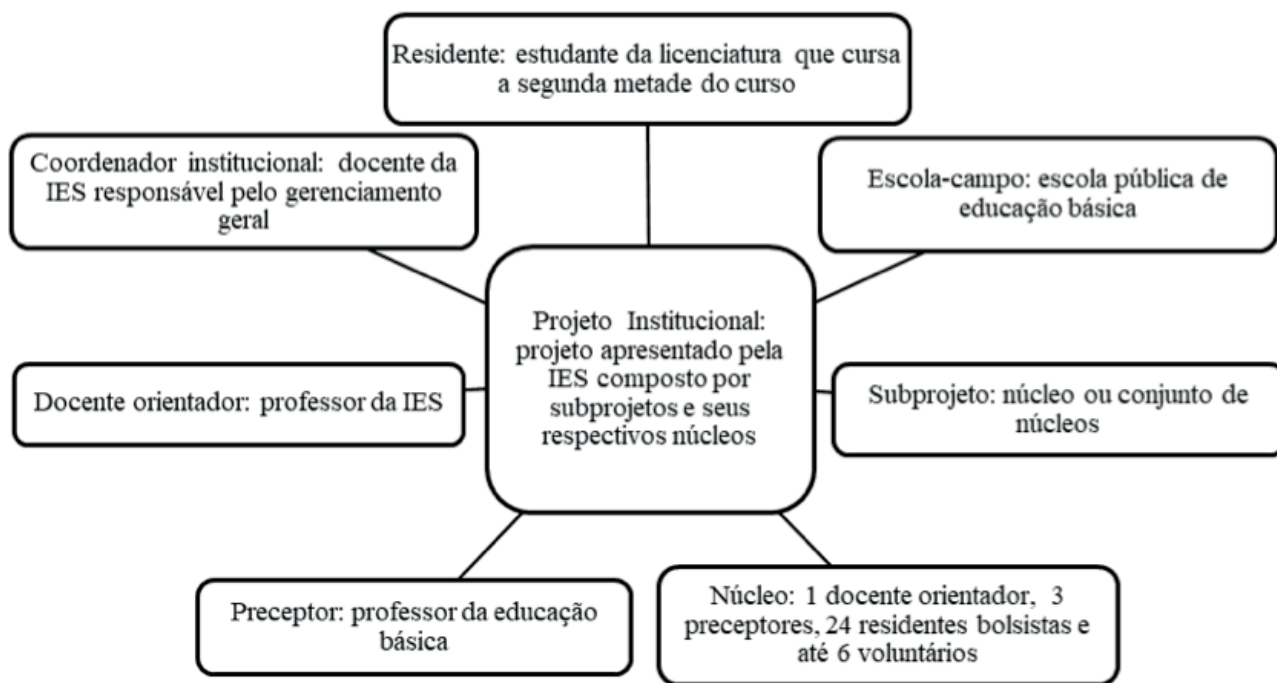 Residente: estudante da licenciatura que cursa
a segunda metade do curso
Coordenador institucional: docente da
IES responsável pelo gerenciamento
geral
Escola-campo: escola pública de
educação básica
Projeto Institucional:
projeto apresentado pela
IES composto por
subprojetos e seus
respectivos núcleos
Docente orientador: professor da IES
Subprojeto: núcleo ou conjunto de
núcleos
Preceptor: professor da educação
básica
Núcleo: 1 docente orientador, 3
preceptores, 24 residentes bolsistas e
até 6 voluntários